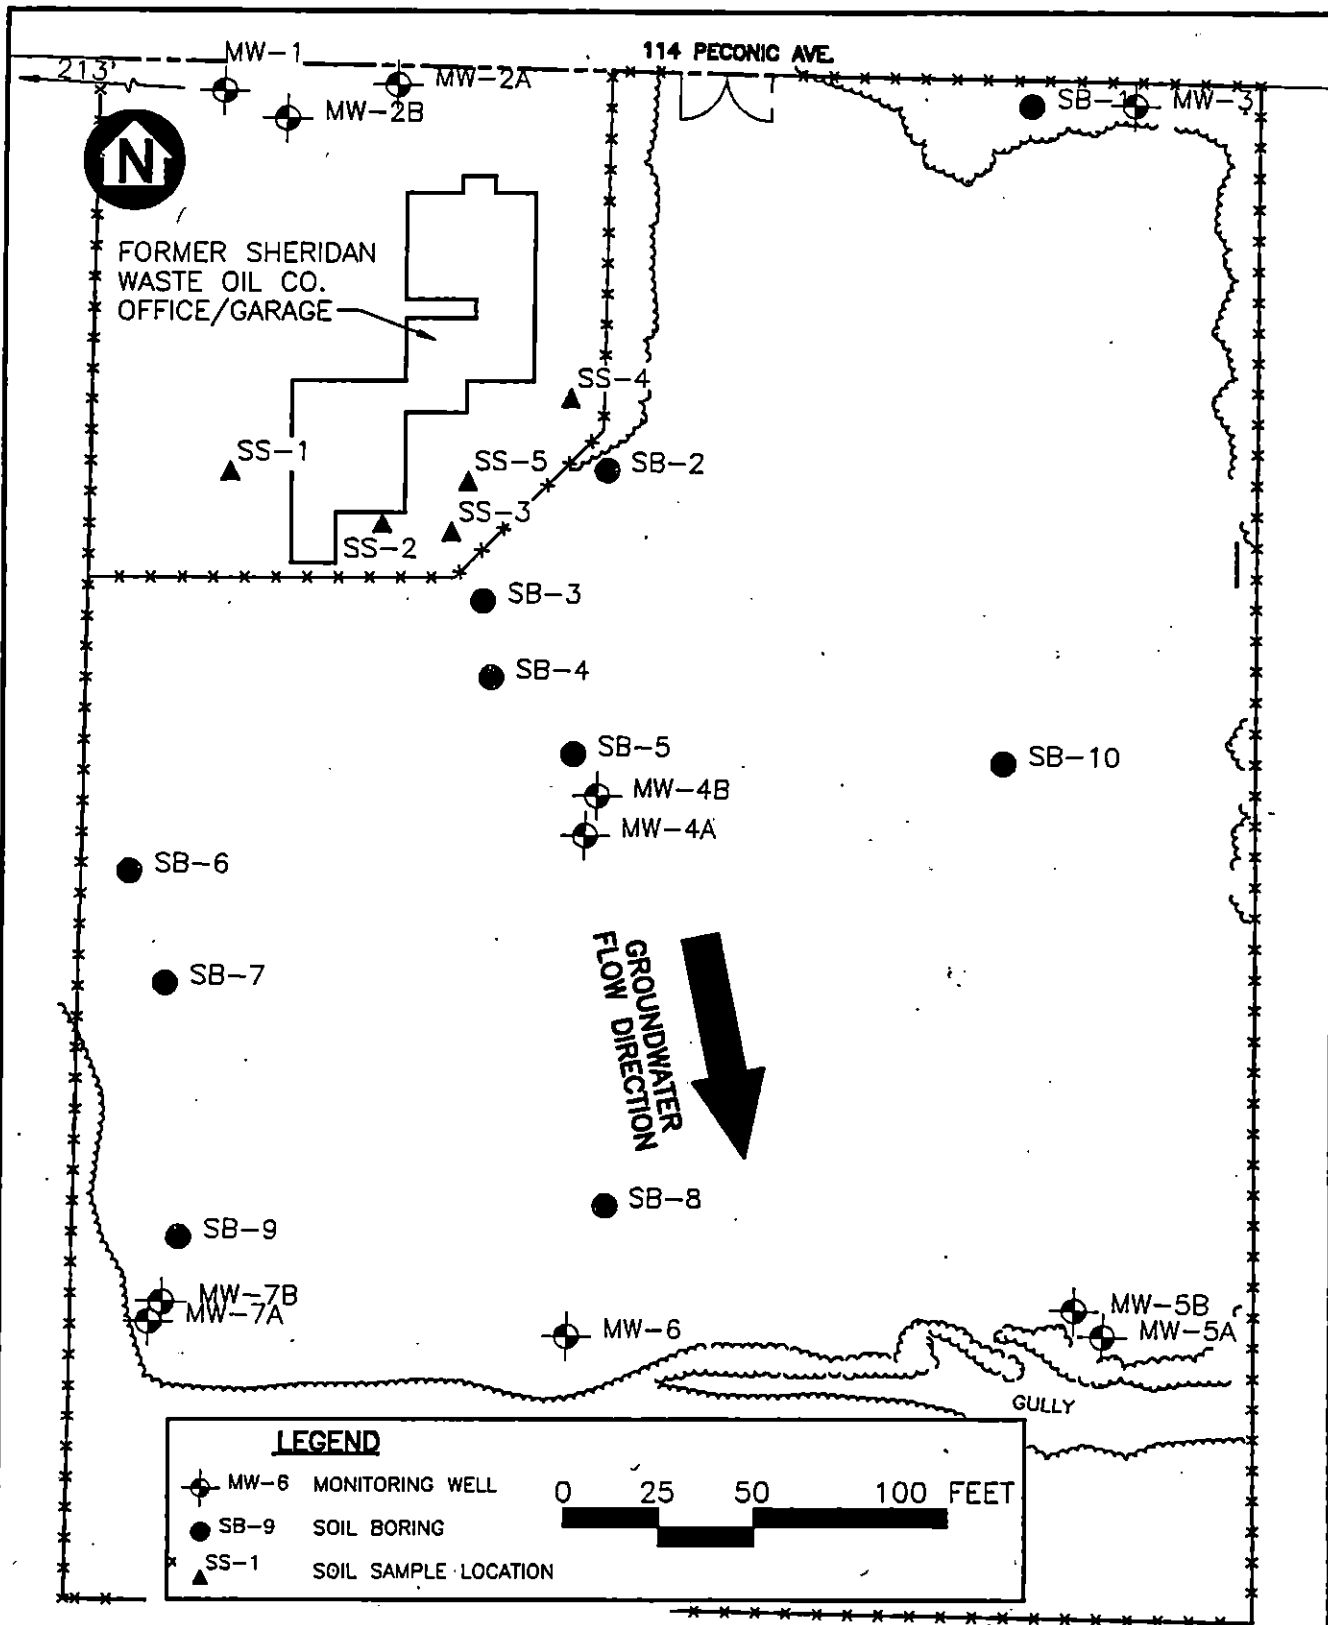 114 PECONIC AVE.
213'
MW-1
MW-2A
MW-2B
SB-1
MW-3
N
FORMER SHERIDAN
WASTE OIL CO.
OFFICE/GARAGE
SS-4
SS-1
SS-5
SB-2
SS-3
SS-2
SB-3
SB-4
SB-5
SB-10
MW-4B
MW-4A
SB-6
SB-7
GROUNDWATER
FLOW DIRECTION
SB-8
SB-9
MW-7B
MW-7A
MW-6
MW-5B
MW-5A
GULLY
LEGEND
MW-6 MONITORING WELL
SB-9 SOIL BORING
SS-1 SOIL SAMPLE LOCATION
0 25 50 100 FEET